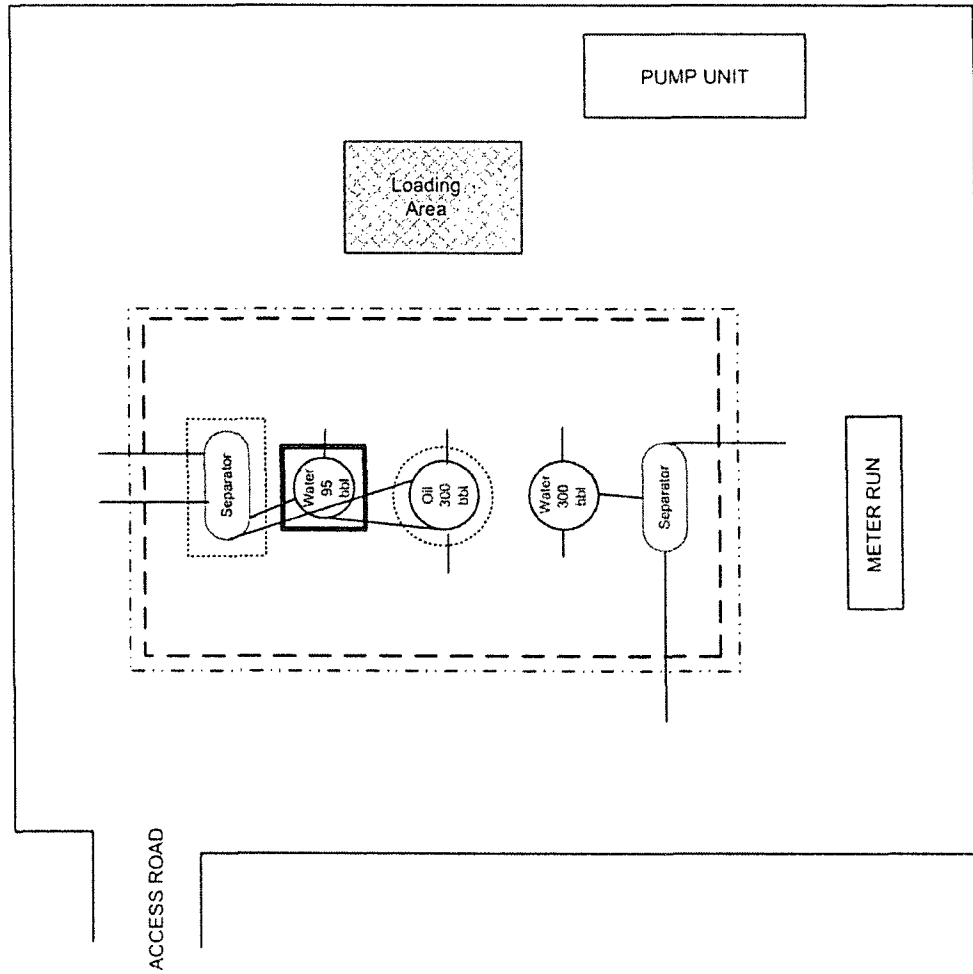 PUMP UNIT
Loading
Area
Separator
Water
95
bbl
Oil
300
bbl
Water
300
bbl
Separator
METER RUN
ACCESS ROAD